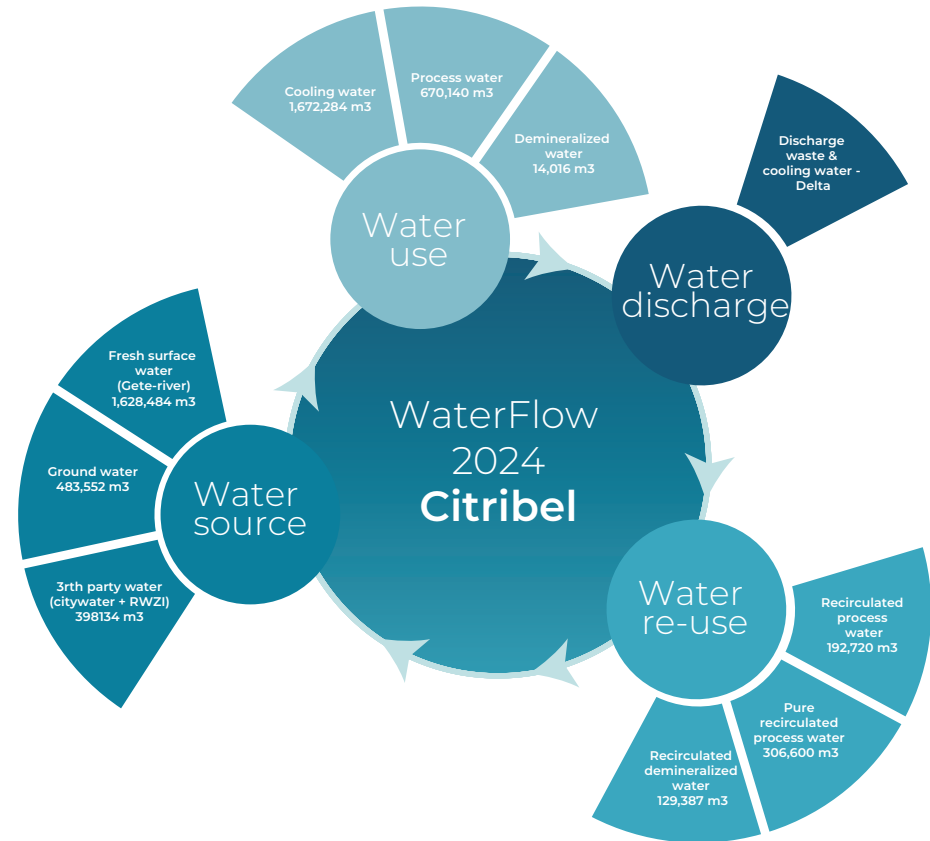 Cooling water
1,672,284 m3
Process water
670,140 m3
Demineralized
water
14,016 m3
Water
use
Discharge
waste &
cooling water -
Delta
Water
discharge
WaterFlow
2024
Citribel
Fresh surface
water
(Gete-river)
1,628,484 m3
Ground water
483,552 m3
3rth party water
(citywater + RWZI)
398134 m3
Water
source
Water
re-use
Recirculated
process
water
192,720 m3
Pure
recirculated
process water
306,600 m3
Recirculated
demineralized
water
129,387 m3